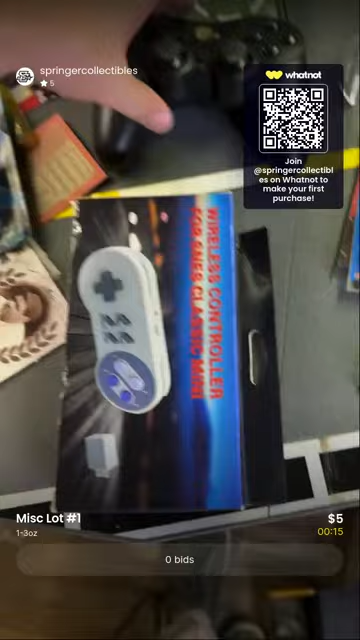 springercollectibles
★5
whatnot
Join
@springercollectibl
es on Whatnot to
make your first
purchase!
WIRELESS CONTROLLER
FOR SNES CLASSIC MINI
Misc Lot #1
$5
1-3oz
00:15
0 bids